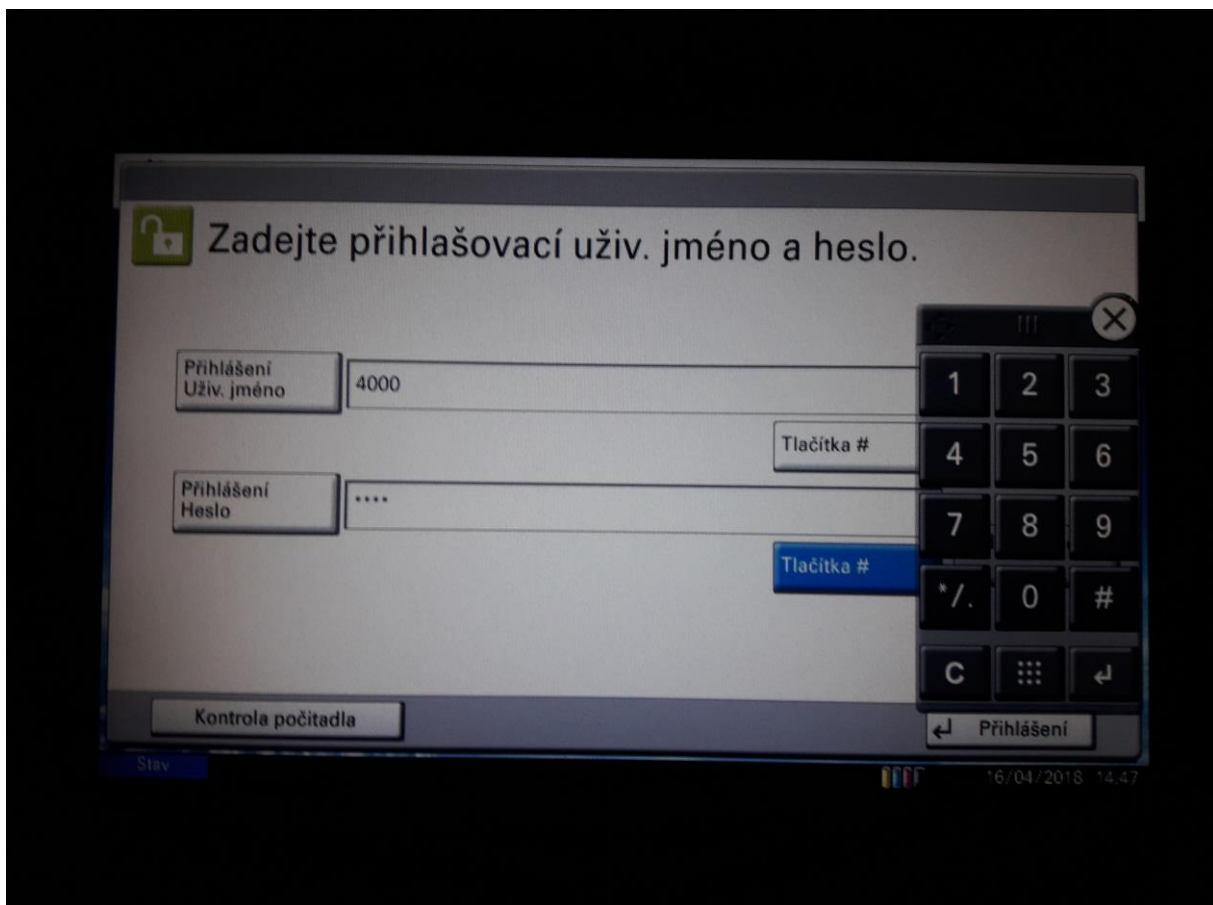 Zadejte přihlašovací uživ. jméno a heslo.
Přihlášení
Uživ. jméno
4000
Tlačítka #
Přihlášení
Heslo
••••
Tlačítka #
1 2 3
4 5 6
7 8 9
*/. 0 #
C
Kontrola počitadla
Přihlášení
Stav
16/04/2018 14:47